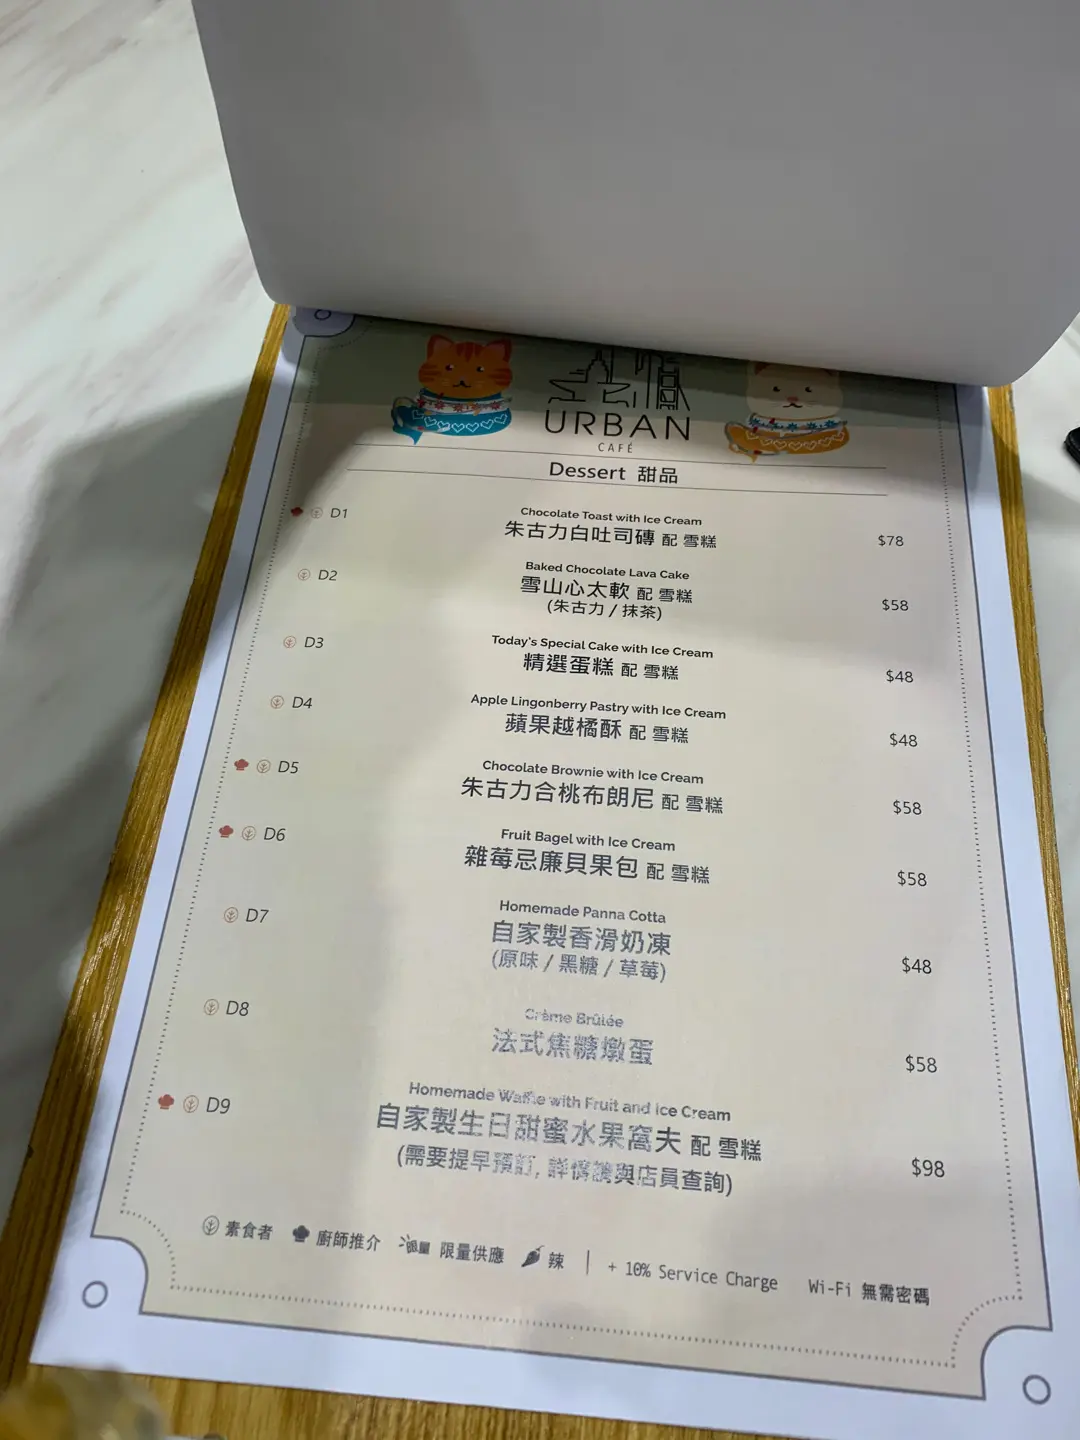 URBAN
CAFÉ
Dessert 甜品
D1
Chocolate Toast with Ice Cream
朱古力白吐司磚 配 雪糕
$78
D2
Baked Chocolate Lava Cake
雪山心太軟 配 雪糕
(朱古力 / 抹茶)
$58
D3
Today's Special Cake with Ice Cream
精選蛋糕 配 雪糕
$48
D4
Apple Lingonberry Pastry with Ice Cream
蘋果越橘酥 配 雪糕
$48
D5
Chocolate Brownie with Ice Cream
朱古力合桃布朗尼 配 雪糕
$58
D6
Fruit Bagel with Ice Cream
雜莓忌廉貝果包 配 雪糕
$58
D7
Homemade Panna Cotta
自家製香滑奶凍
(原味 / 黑糖 / 草莓)
$48
D8
Crème Brûlée
法式焦糖燉蛋
$58
D9
Homemade Waffle with Fruit and Ice Cream
自家製生日甜蜜水果窩夫 配 雪糕
(需要提早預訂, 詳情請與店員查詢)
$98
素食者 廚師推介 限量 限量供應 辣 | + 10% Service Charge Wi-Fi 無需密碼